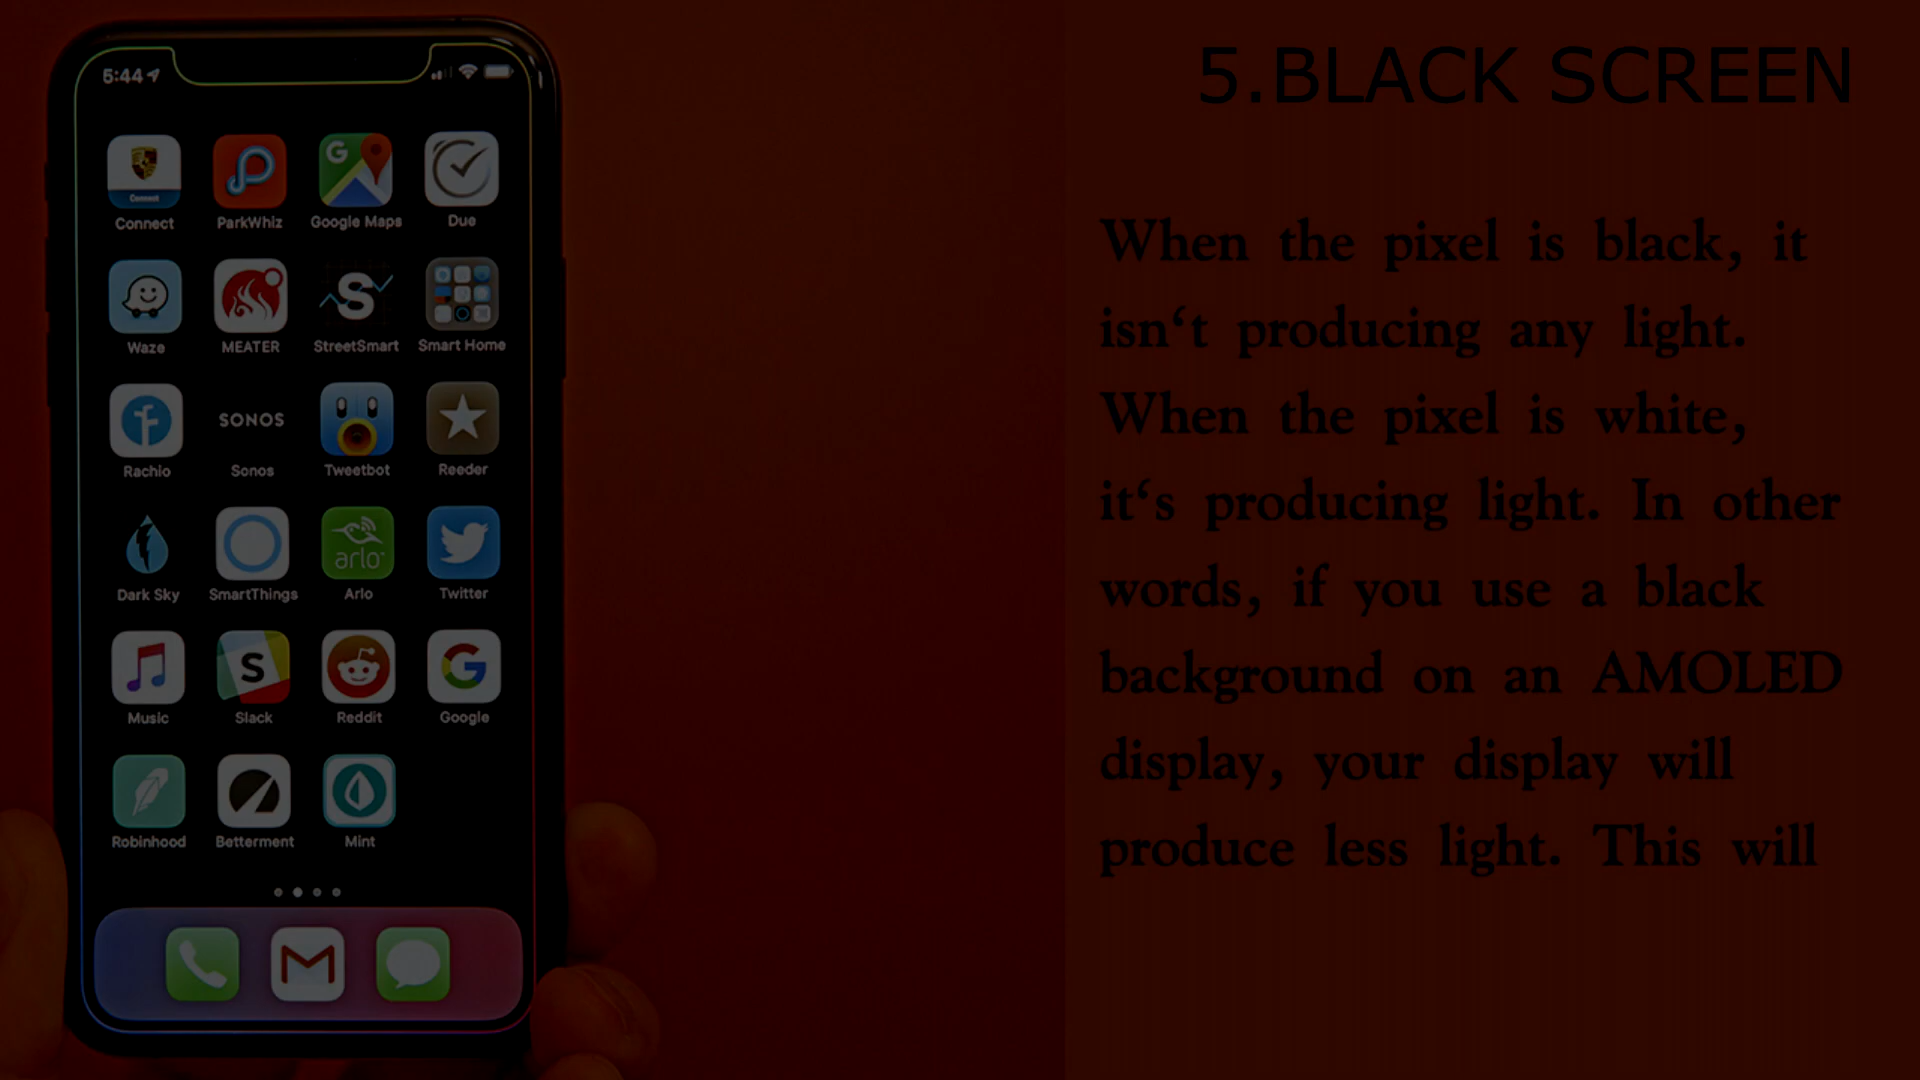 5.BLACK SCREEN
When the pixel is black, it
isn‘t producing any light.
When the pixel is white,
it‘s producing light. In other
words, if you use a black
background on an AMOLED
display, your display will
produce less light. This will
5:44
Connect
Connect ParkWhiz Google Maps Due
Waze MEATER StreetSmart Smart Home
SONOS
Rachio Sonos Tweetbot Reeder
arlo
Dark Sky SmartThings Arlo Twitter
Music Slack Reddit Google
Robinhood Betterment Mint